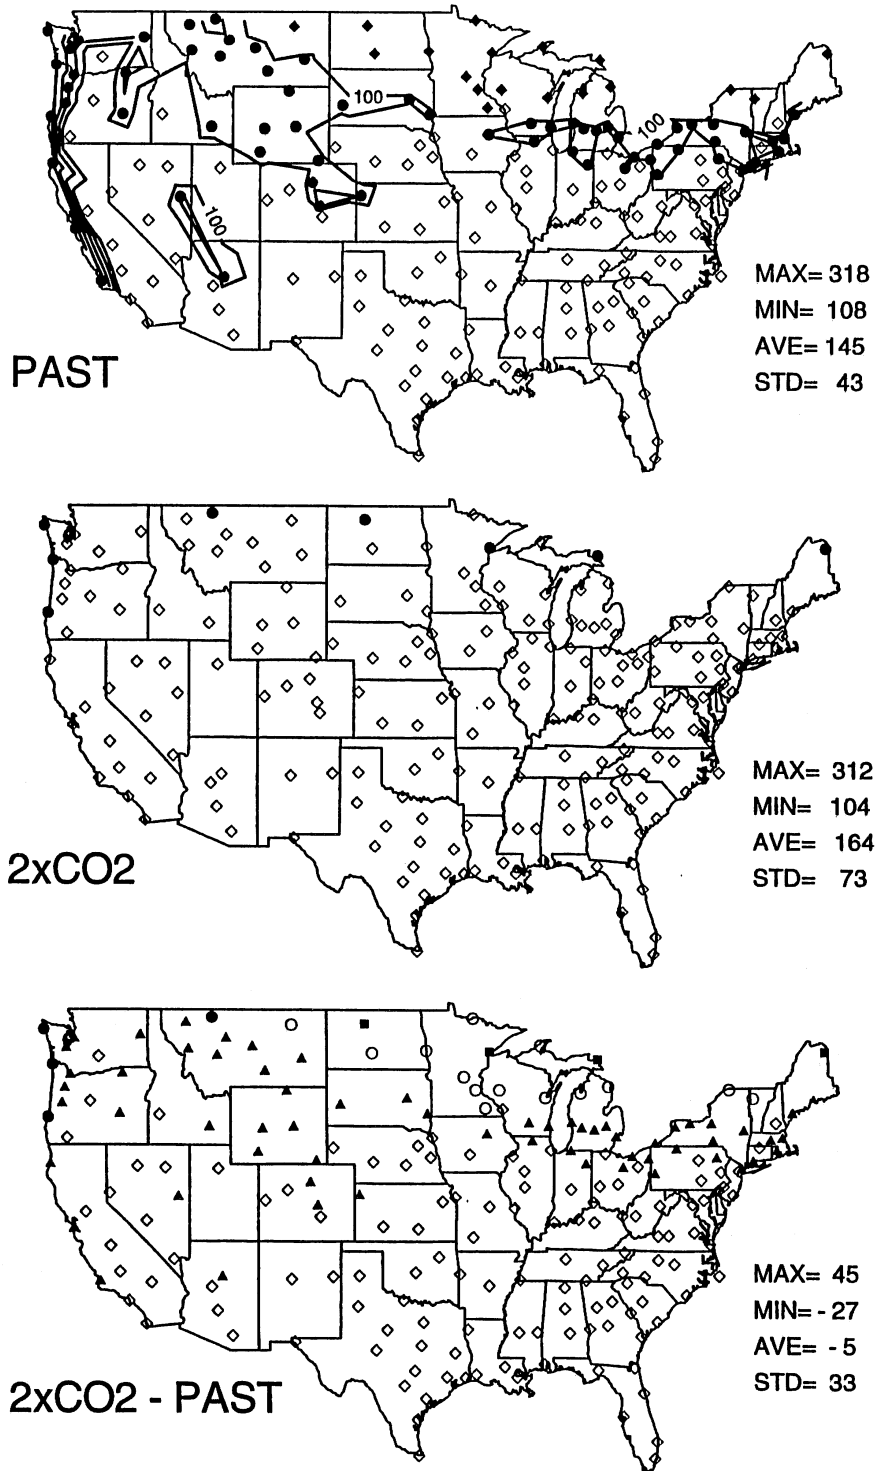 100
100
100
MAX= 318
MIN= 108
AVE= 145
STD= 43
PAST
MAX= 312
MIN= 104
AVE= 164
STD= 73
2xCO2
MAX= 45
MIN= - 27
AVE= - 5
STD= 33
2xCO2 - PAST